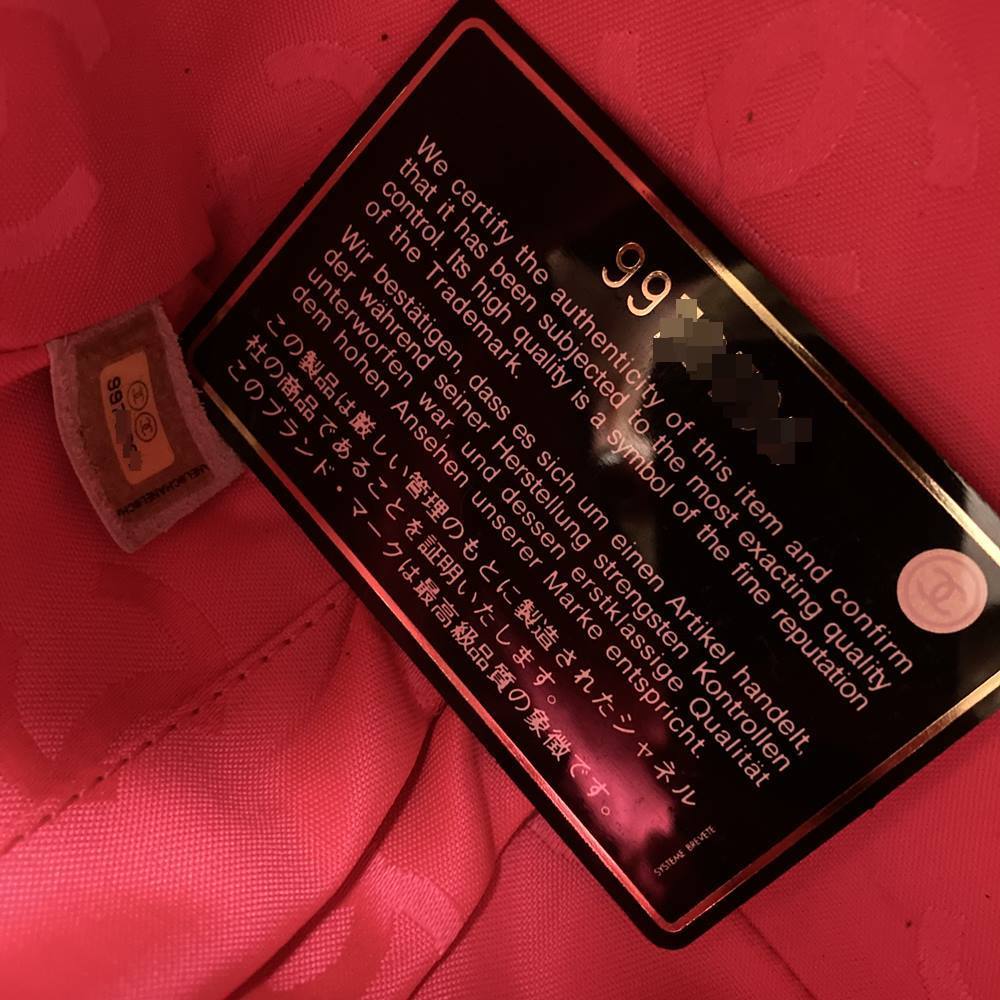 99
We certify the authenticity of this item and confirm
that it has been subjected to the most exacting quality
control. Its high quality is a symbol of the fine reputation
of the Trademark.
Wir bestätigen, dass es sich um einen Artikel handelt,
der während seiner Herstellung strengsten Kontrollen
unterworfen war, und dessen erstklassige Qualität
dem hohen Ansehen unserer Marke entspricht.
この製品は厳しい管理のもとに製造されたシャネル
社の商品であることを証明いたします。
このブランド・マークは最高級品質の象徴です。
SYSTEME BREVETE
997